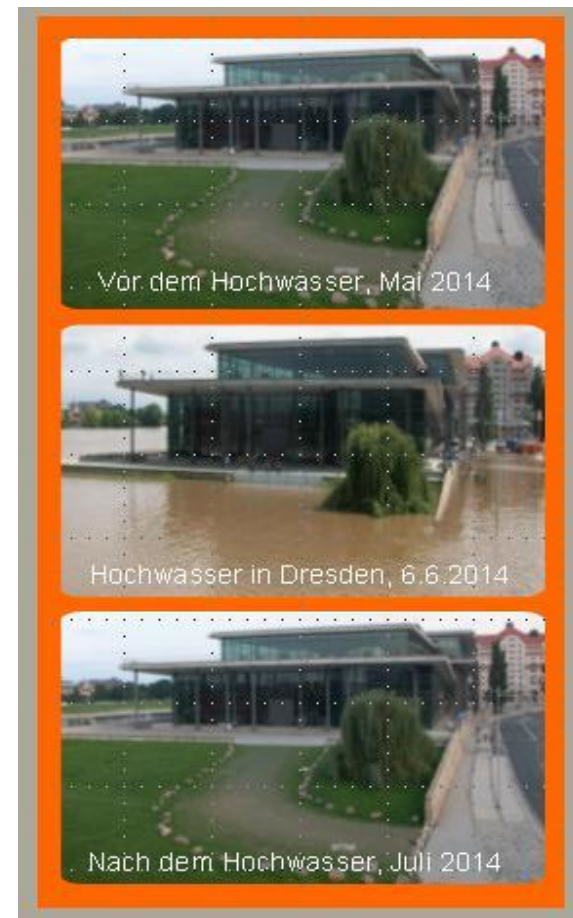 Vor dem Hochwasser, Mai 2014
Hochwasser in Dresden, 6.6.2014
Nach dem Hochwasser, Juli 2014